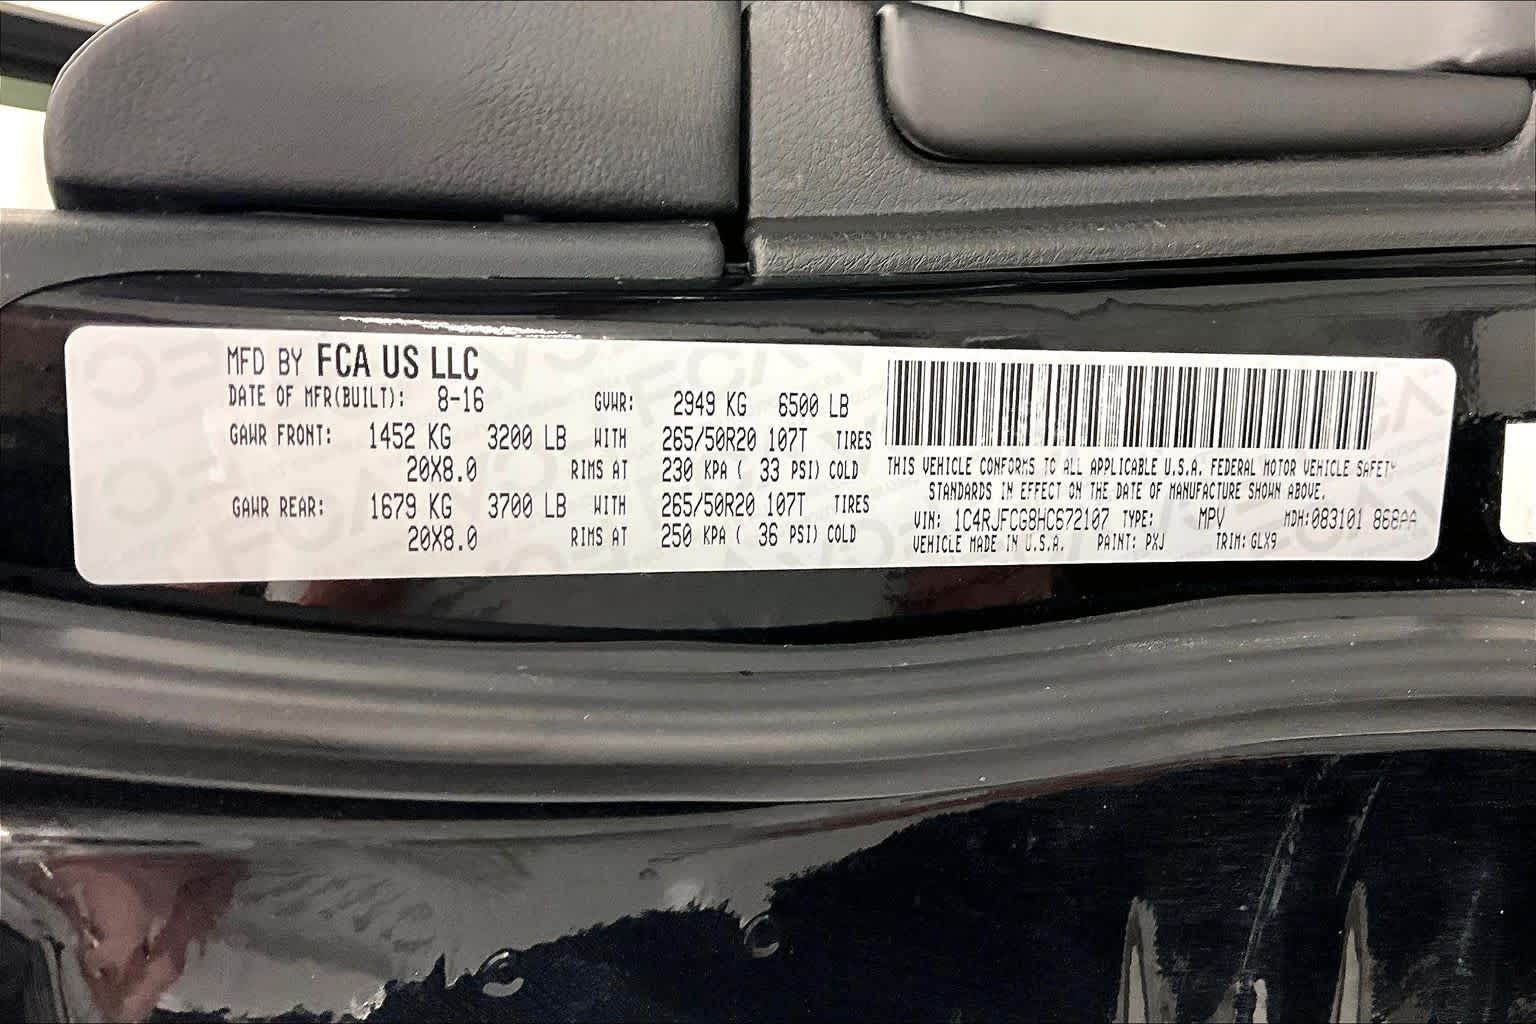 MFD BY FCA US LLC
DATE OF MFR(BUILT): 8-16 GVWR: 2949 KG 6500 LB
GAWR FRONT: 1452 KG 3200 LB WITH 265/50R20 107T TIRES
20X8.0 RIMS AT 230 KPA ( 33 PSI) COLD
GAWR REAR: 1679 KG 3700 LB WITH 265/50R20 107T TIRES
20X8.0 RIMS AT 250 KPA ( 36 PSI) COLD
THIS VEHICLE CONFORMS TO ALL APPLICABLE U.S.A. FEDERAL MOTOR VEHICLE SAFETY
STANDARDS IN EFFECT ON THE DATE OF MANUFACTURE SHOWN ABOVE.
VIN: 1C4RJFCG8HC672107 TYPE: MPV MDH:083101 868AA
VEHICLE MADE IN U.S.A. PAINT: PXJ TRIM: GLX9